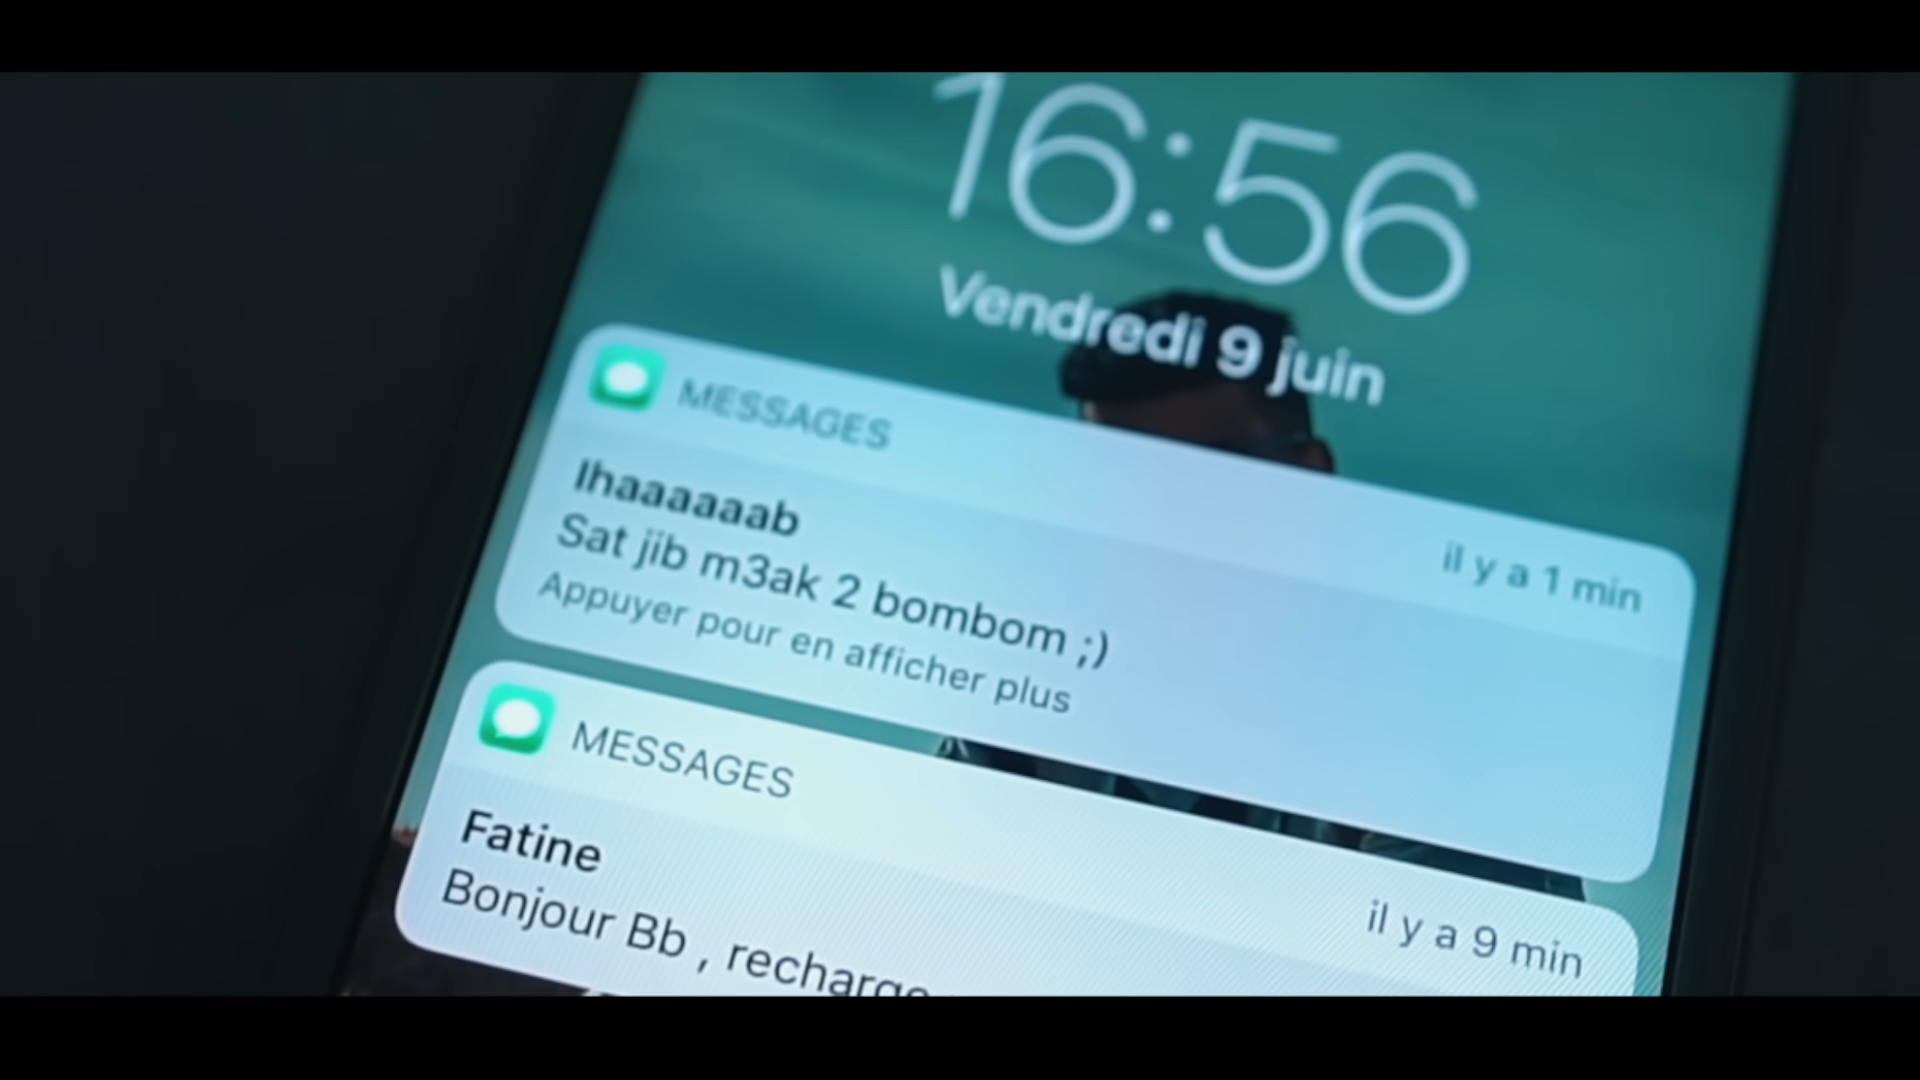 16:56
Vendredi 9 juin
MESSAGES
il y a 1 min
Ihaaaaaab
Sat jib m3ak 2 bombom ;)
Appuyer pour en afficher plus
MESSAGES
il y a 9 min
Fatine
Bonjour Bb , recharge